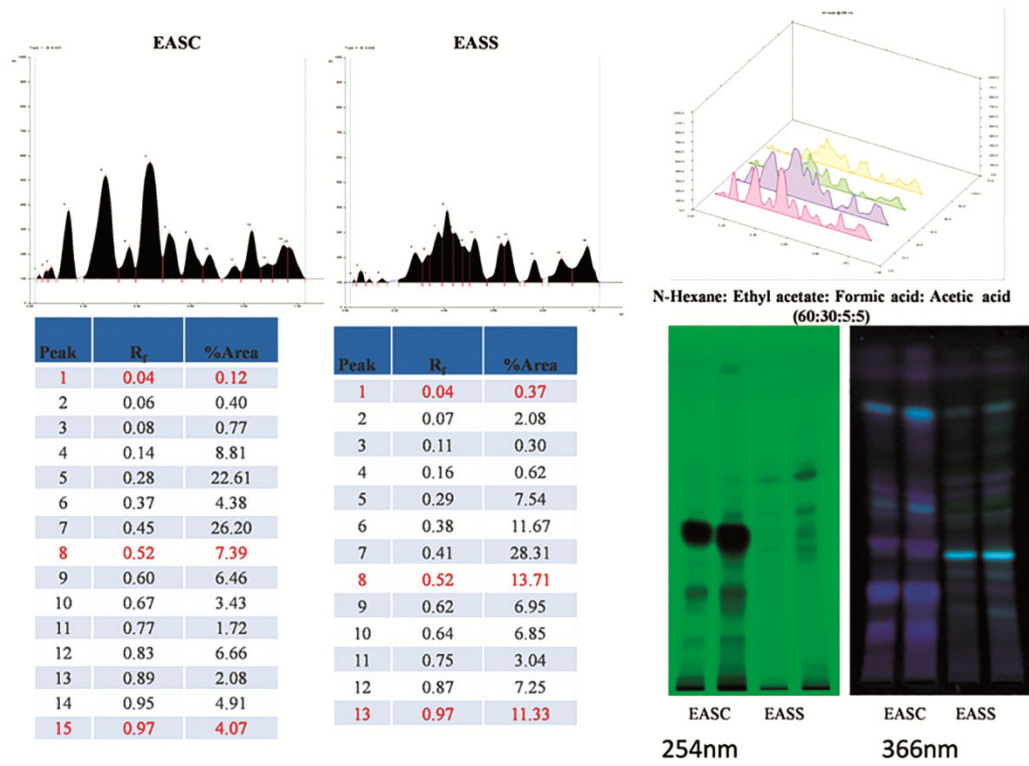 EASC
EASS
N-Hexane: Ethyl acetate: Formic acid: Acetic acid
(60:30:5:5)
Peak Rf %Area
1 0.04 0.12
2 0.06 0.40
3 0.08 0.77
4 0.14 8.81
5 0.28 22.61
6 0.37 4.38
7 0.45 26.20
8 0.52 7.39
9 0.60 6.46
10 0.67 3.43
11 0.77 1.72
12 0.83 6.66
13 0.89 2.08
14 0.95 4.91
15 0.97 4.07
Peak Rf %Area
1 0.04 0.37
2 0.07 2.08
3 0.11 0.30
4 0.16 0.62
5 0.29 7.54
6 0.38 11.67
7 0.41 28.31
8 0.52 13.71
9 0.62 6.95
10 0.64 6.85
11 0.75 3.04
12 0.87 7.25
13 0.97 11.33
EASC EASS
254nm
EASC EASS
366nm